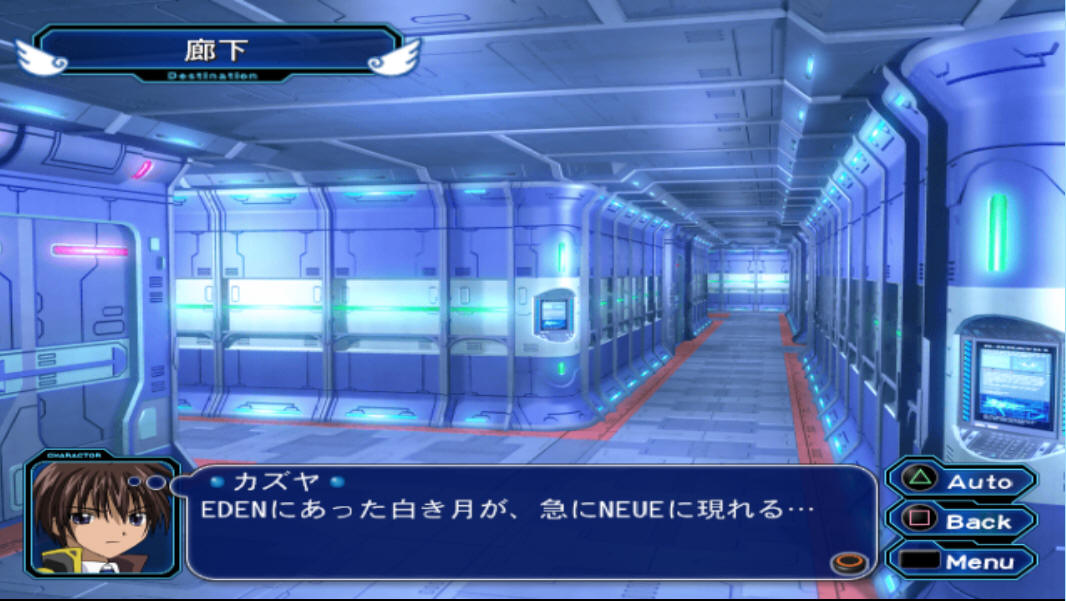 廊下
Destination
CHARACTOR
カズヤ
EDENにあった白き月が、急にNEUEに現れる…
Auto
Back
Menu